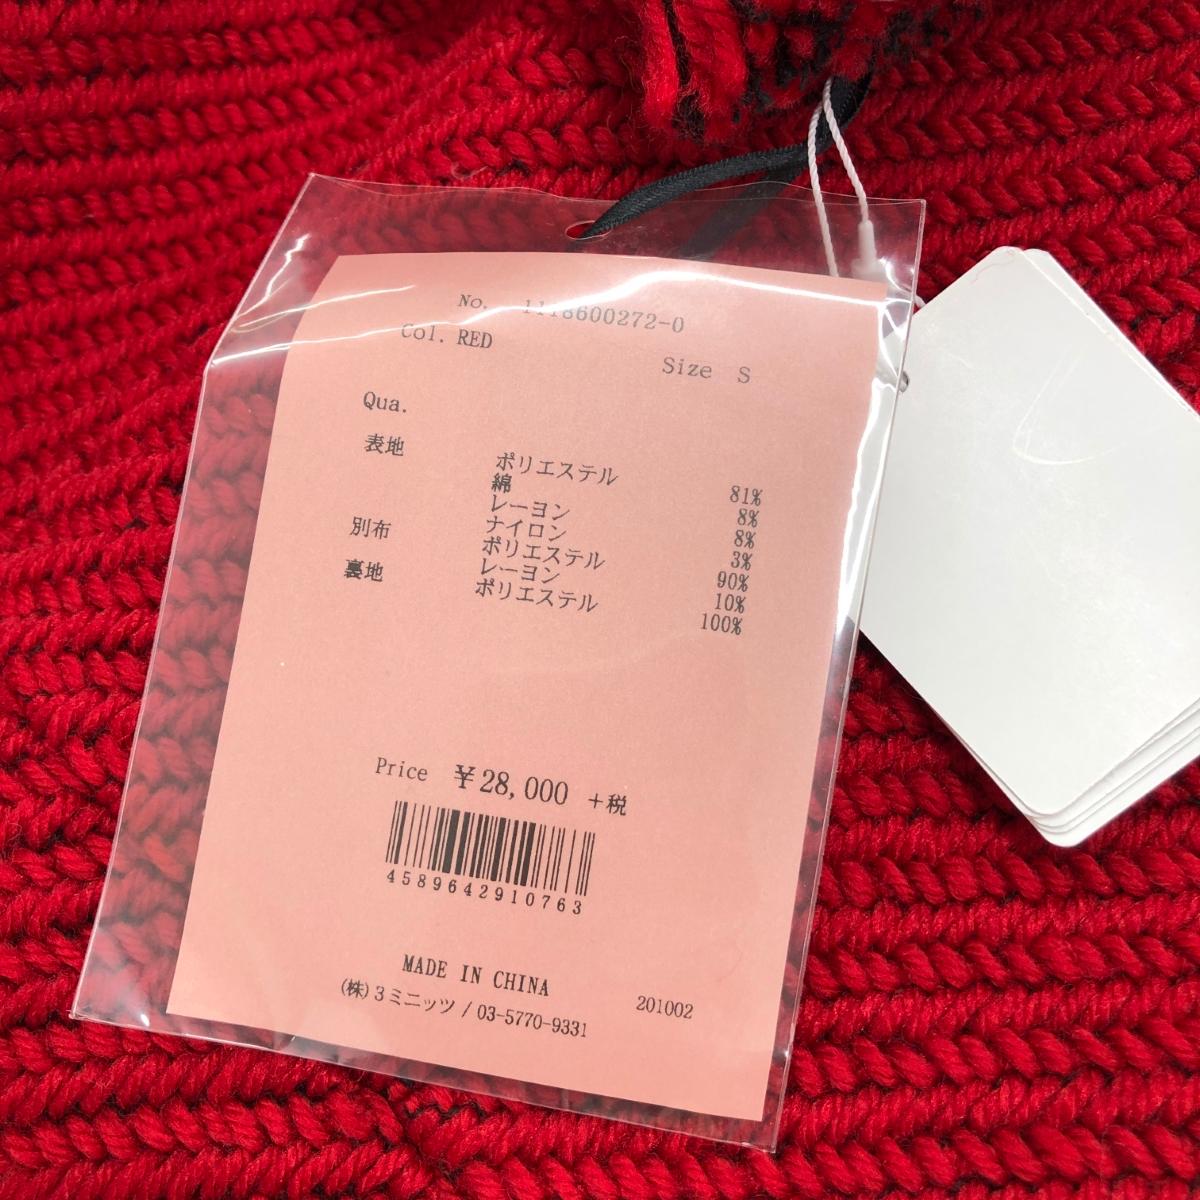 No. 1118600272-0
Col. RED
Size S
Qua.
表地 ポリエステル 81%
綿 8%
レーヨン 8%
ナイロン 3%
別布 ポリエステル 90%
レーヨン 10%
裏地 ポリエステル 100%
Price ¥28,000 +税
4589642910763
MADE IN CHINA
(株)3ミニッツ / 03-5770-9331
201002